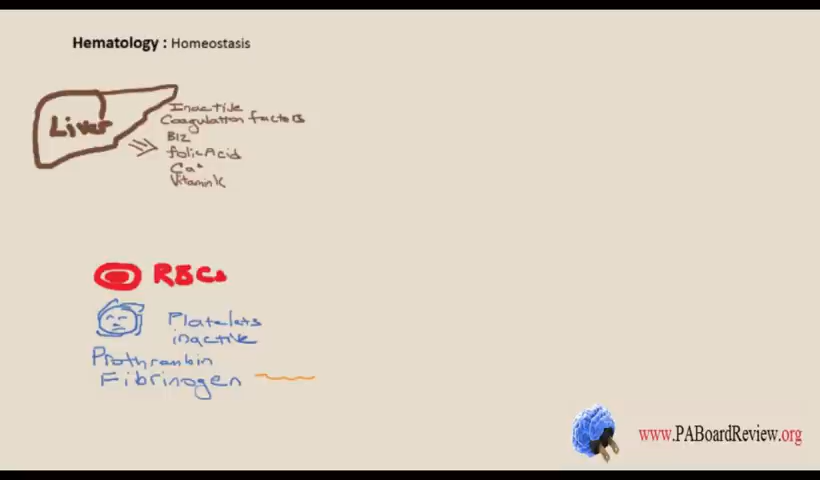 Hematology : Homeostasis
Liver
Inactive
Coagulation factors
B12
folic Acid
Ca+
Vitamin K
RBCs
Platelets
inactive
Prothrombin
Fibrinogen
www.PABoardReview.org